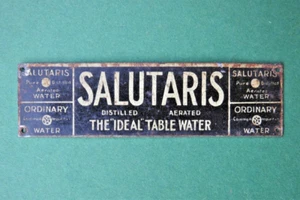 SALUTARIS
Aerated
WATER
ORDINARY
WATER
SALUTARIS
DISTILLED AERATED
THE "IDEAL" TABLE WATER
SALUTARIS
Aerated
WATER
ORDINARY
WATER